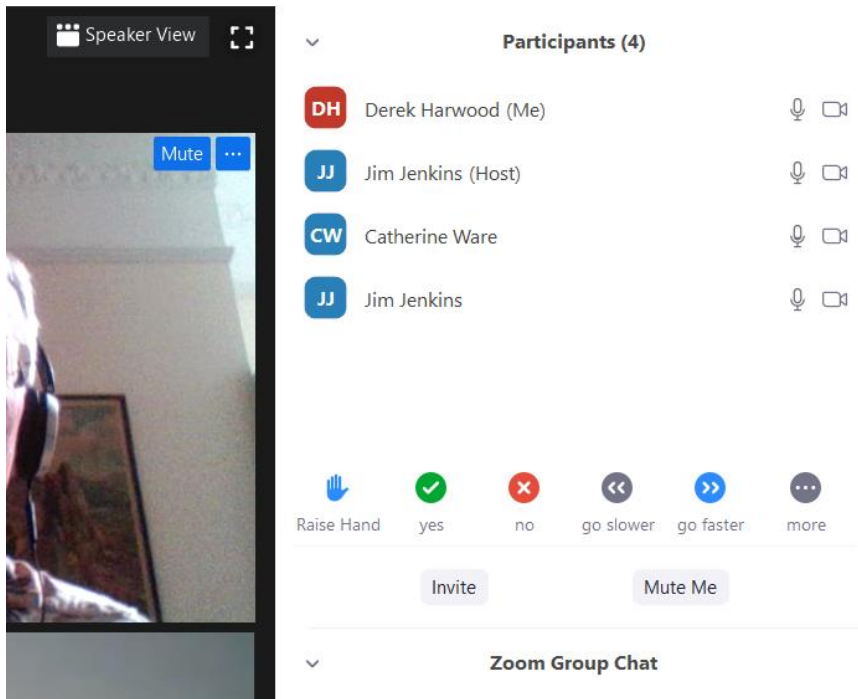 Speaker View
Participants (4)
Mute ...
DH Derek Harwood (Me)
JJ Jim Jenkins (Host)
CW Catherine Ware
JJ Jim Jenkins
Raise Hand yes no go slower go faster more
Invite Mute Me
Zoom Group Chat